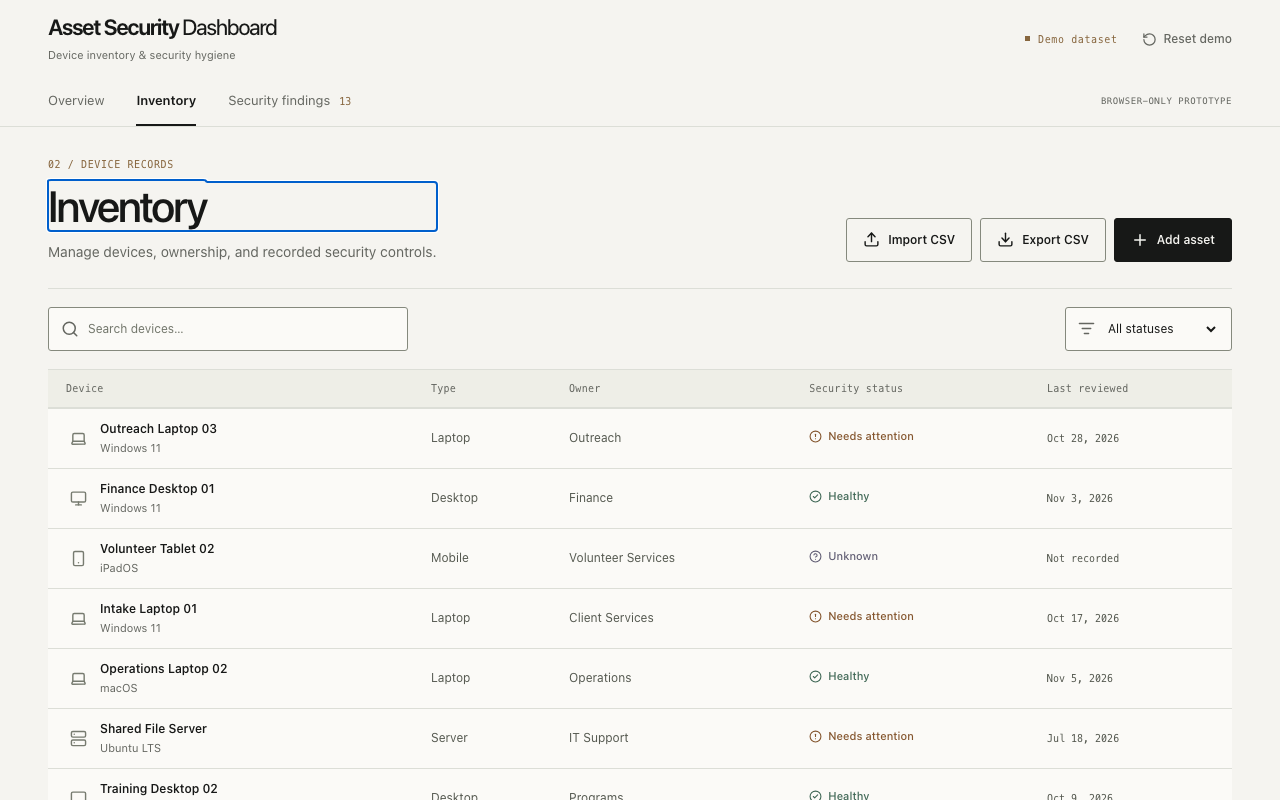 Asset Security Dashboard
Device inventory & security hygiene
Demo dataset
Reset demo
Overview
Inventory
Security findings 13
BROWSER-ONLY PROTOTYPE
02 / DEVICE RECORDS
Inventory
Manage devices, ownership, and recorded security controls.
Import CSV
Export CSV
Add asset
Search devices...
All statuses
Device Type Owner Security status Last reviewed
Outreach Laptop 03
Windows 11
Laptop Outreach Needs attention Oct 28, 2026
Finance Desktop 01
Windows 11
Desktop Finance Healthy Nov 3, 2026
Volunteer Tablet 02
iPadOS
Mobile Volunteer Services Unknown Not recorded
Intake Laptop 01
Windows 11
Laptop Client Services Needs attention Oct 17, 2026
Operations Laptop 02
macOS
Laptop Operations Healthy Nov 5, 2026
Shared File Server
Ubuntu LTS
Server IT Support Needs attention Jul 18, 2026
Training Desktop 02
Desktop Programs Healthy Oct 9, 2026